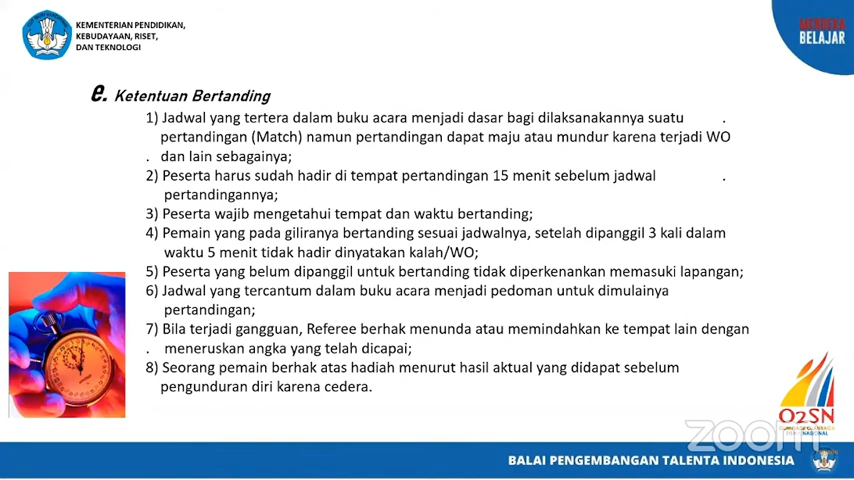 KEMENTERIAN PENDIDIKAN,
KEBUDAYAAN, RISET,
DAN TEKNOLOGI
MERDEKA
BELAJAR
e. Ketentuan Bertanding
1) Jadwal yang tertera dalam buku acara menjadi dasar bagi dilaksanakannya suatu .
pertandingan (Match) namun pertandingan dapat maju atau mundur karena terjadi WO
. dan lain sebagainya;
2) Peserta harus sudah hadir di tempat pertandingan 15 menit sebelum jadwal .
pertandingannya;
3) Peserta wajib mengetahui tempat dan waktu bertanding;
4) Pemain yang pada giliranya bertanding sesuai jadwalnya, setelah dipanggil 3 kali dalam
waktu 5 menit tidak hadir dinyatakan kalah/WO;
5) Peserta yang belum dipanggil untuk bertanding tidak diperkenankan memasuki lapangan;
6) Jadwal yang tercantum dalam buku acara menjadi pedoman untuk dimulainya
pertandingan;
7) Bila terjadi gangguan, Referee berhak menunda atau memindahkan ke tempat lain dengan
. meneruskan angka yang telah dicapai;
8) Seorang pemain berhak atas hadiah menurut hasil aktual yang didapat sebelum
pengunduran diri karena cedera.
O2SN
zoom
BALAI PENGEMBANGAN TALENTA INDONESIA